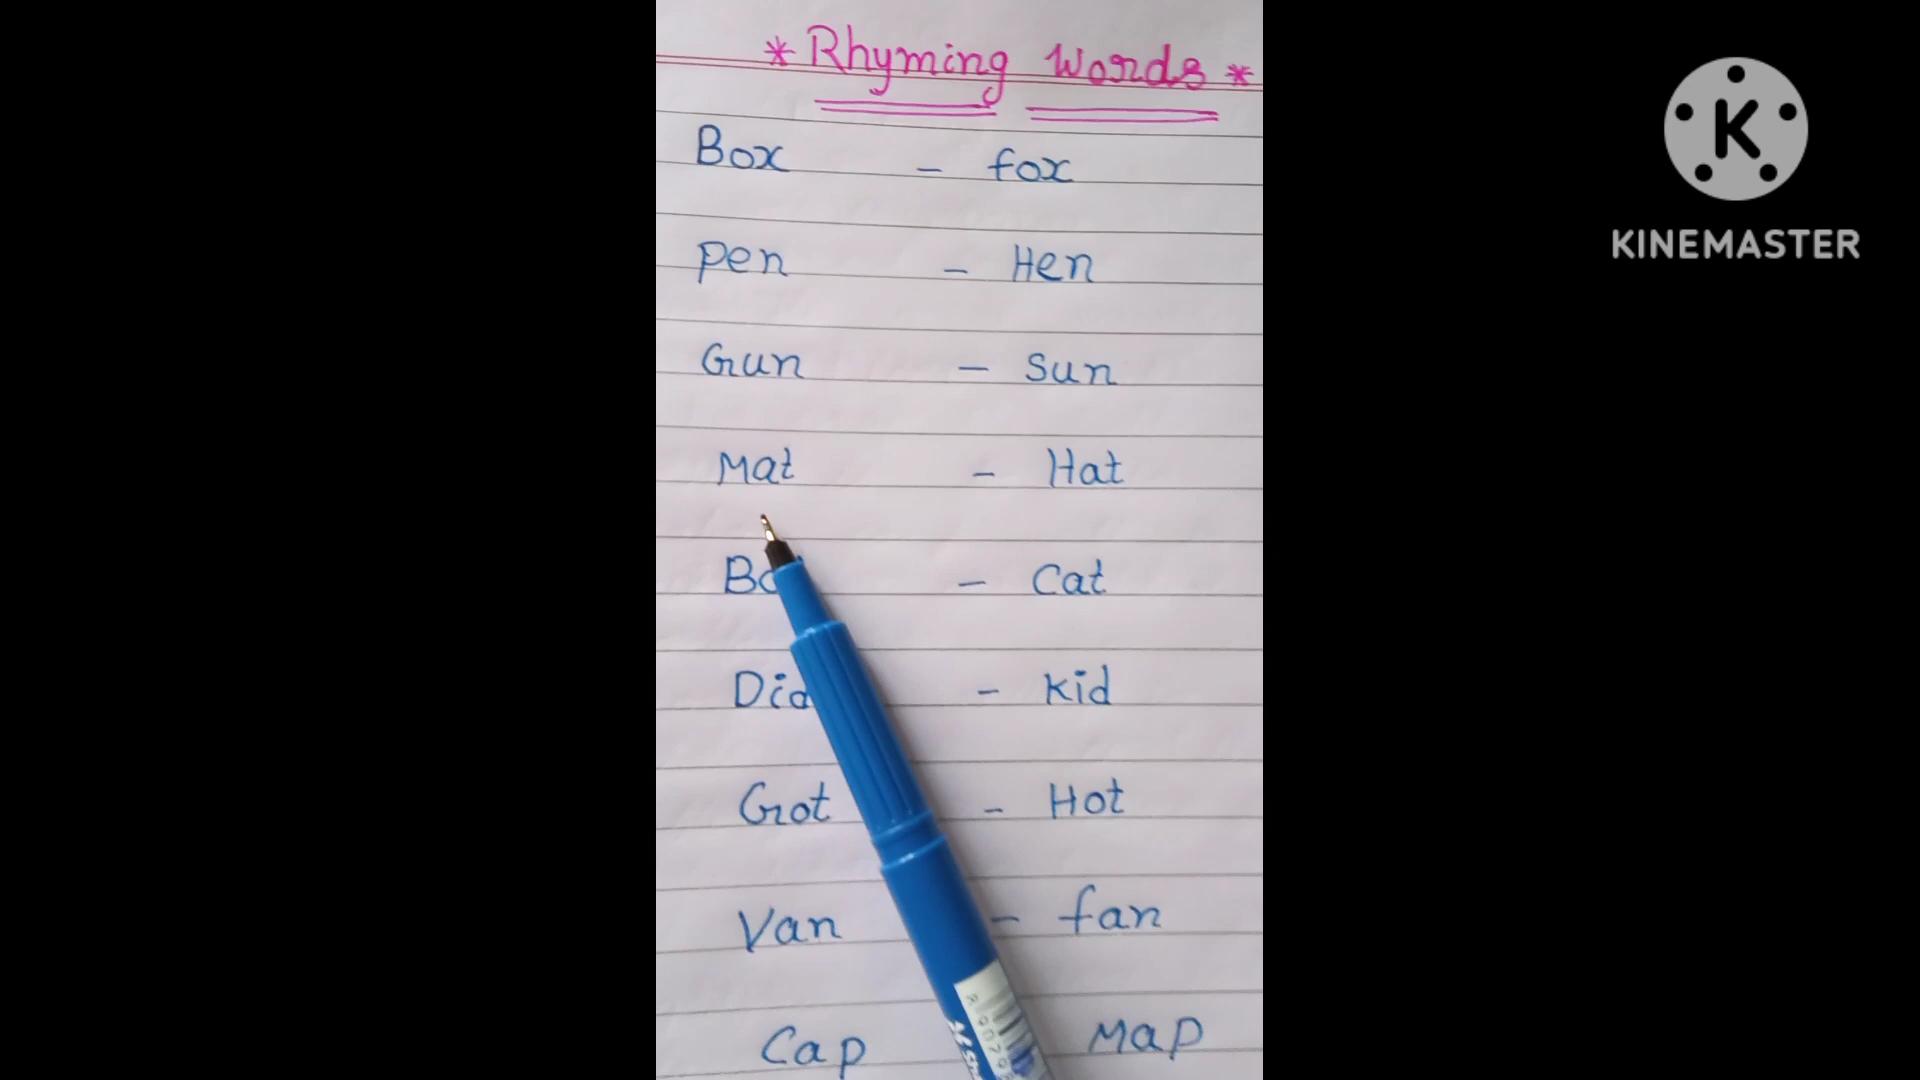 * Rhyming Words *
Box - fox
Pen - Hen
Gun - Sun
Mat - Hat
- Cat
Did - Kid
Got - Hot
Van - fan
Cap Map
K
KINEMASTER